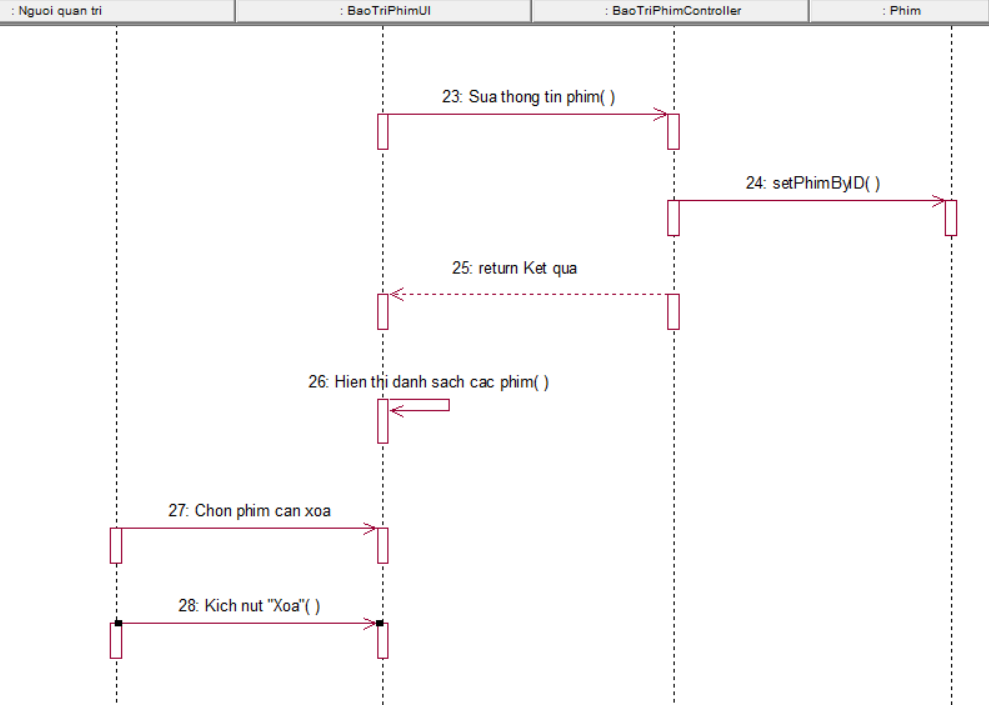 : Nguoi quan tri
: BaoTriPhimUI
: BaoTriPhimController
: Phim
23: Sua thong tin phim( )
24: setPhimByID( )
25: return Ket qua
26: Hien thi danh sach cac phim( )
27: Chon phim can xoa
28: Kich nut "Xoa"( )